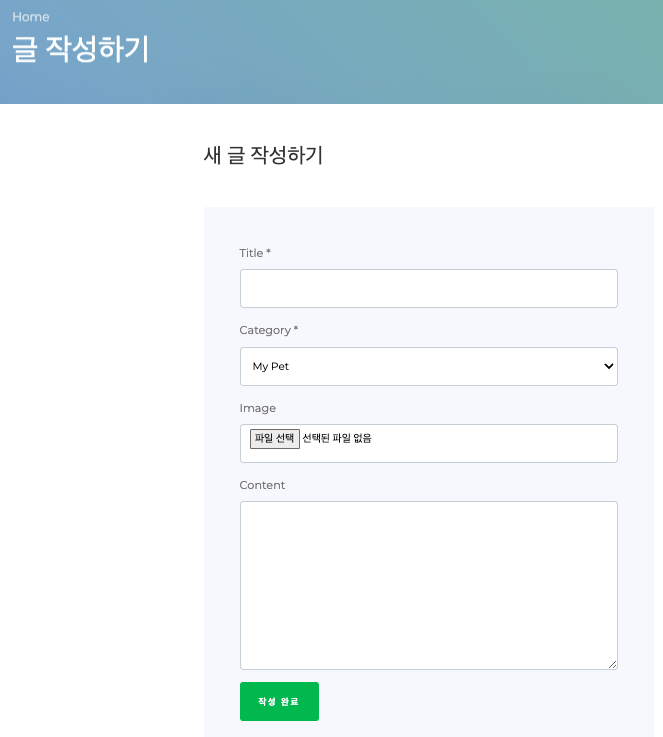 Home
글 작성하기
새 글 작성하기
Title *
Category *
My Pet
Image
파일 선택 선택된 파일 없음
Content
작성 완료